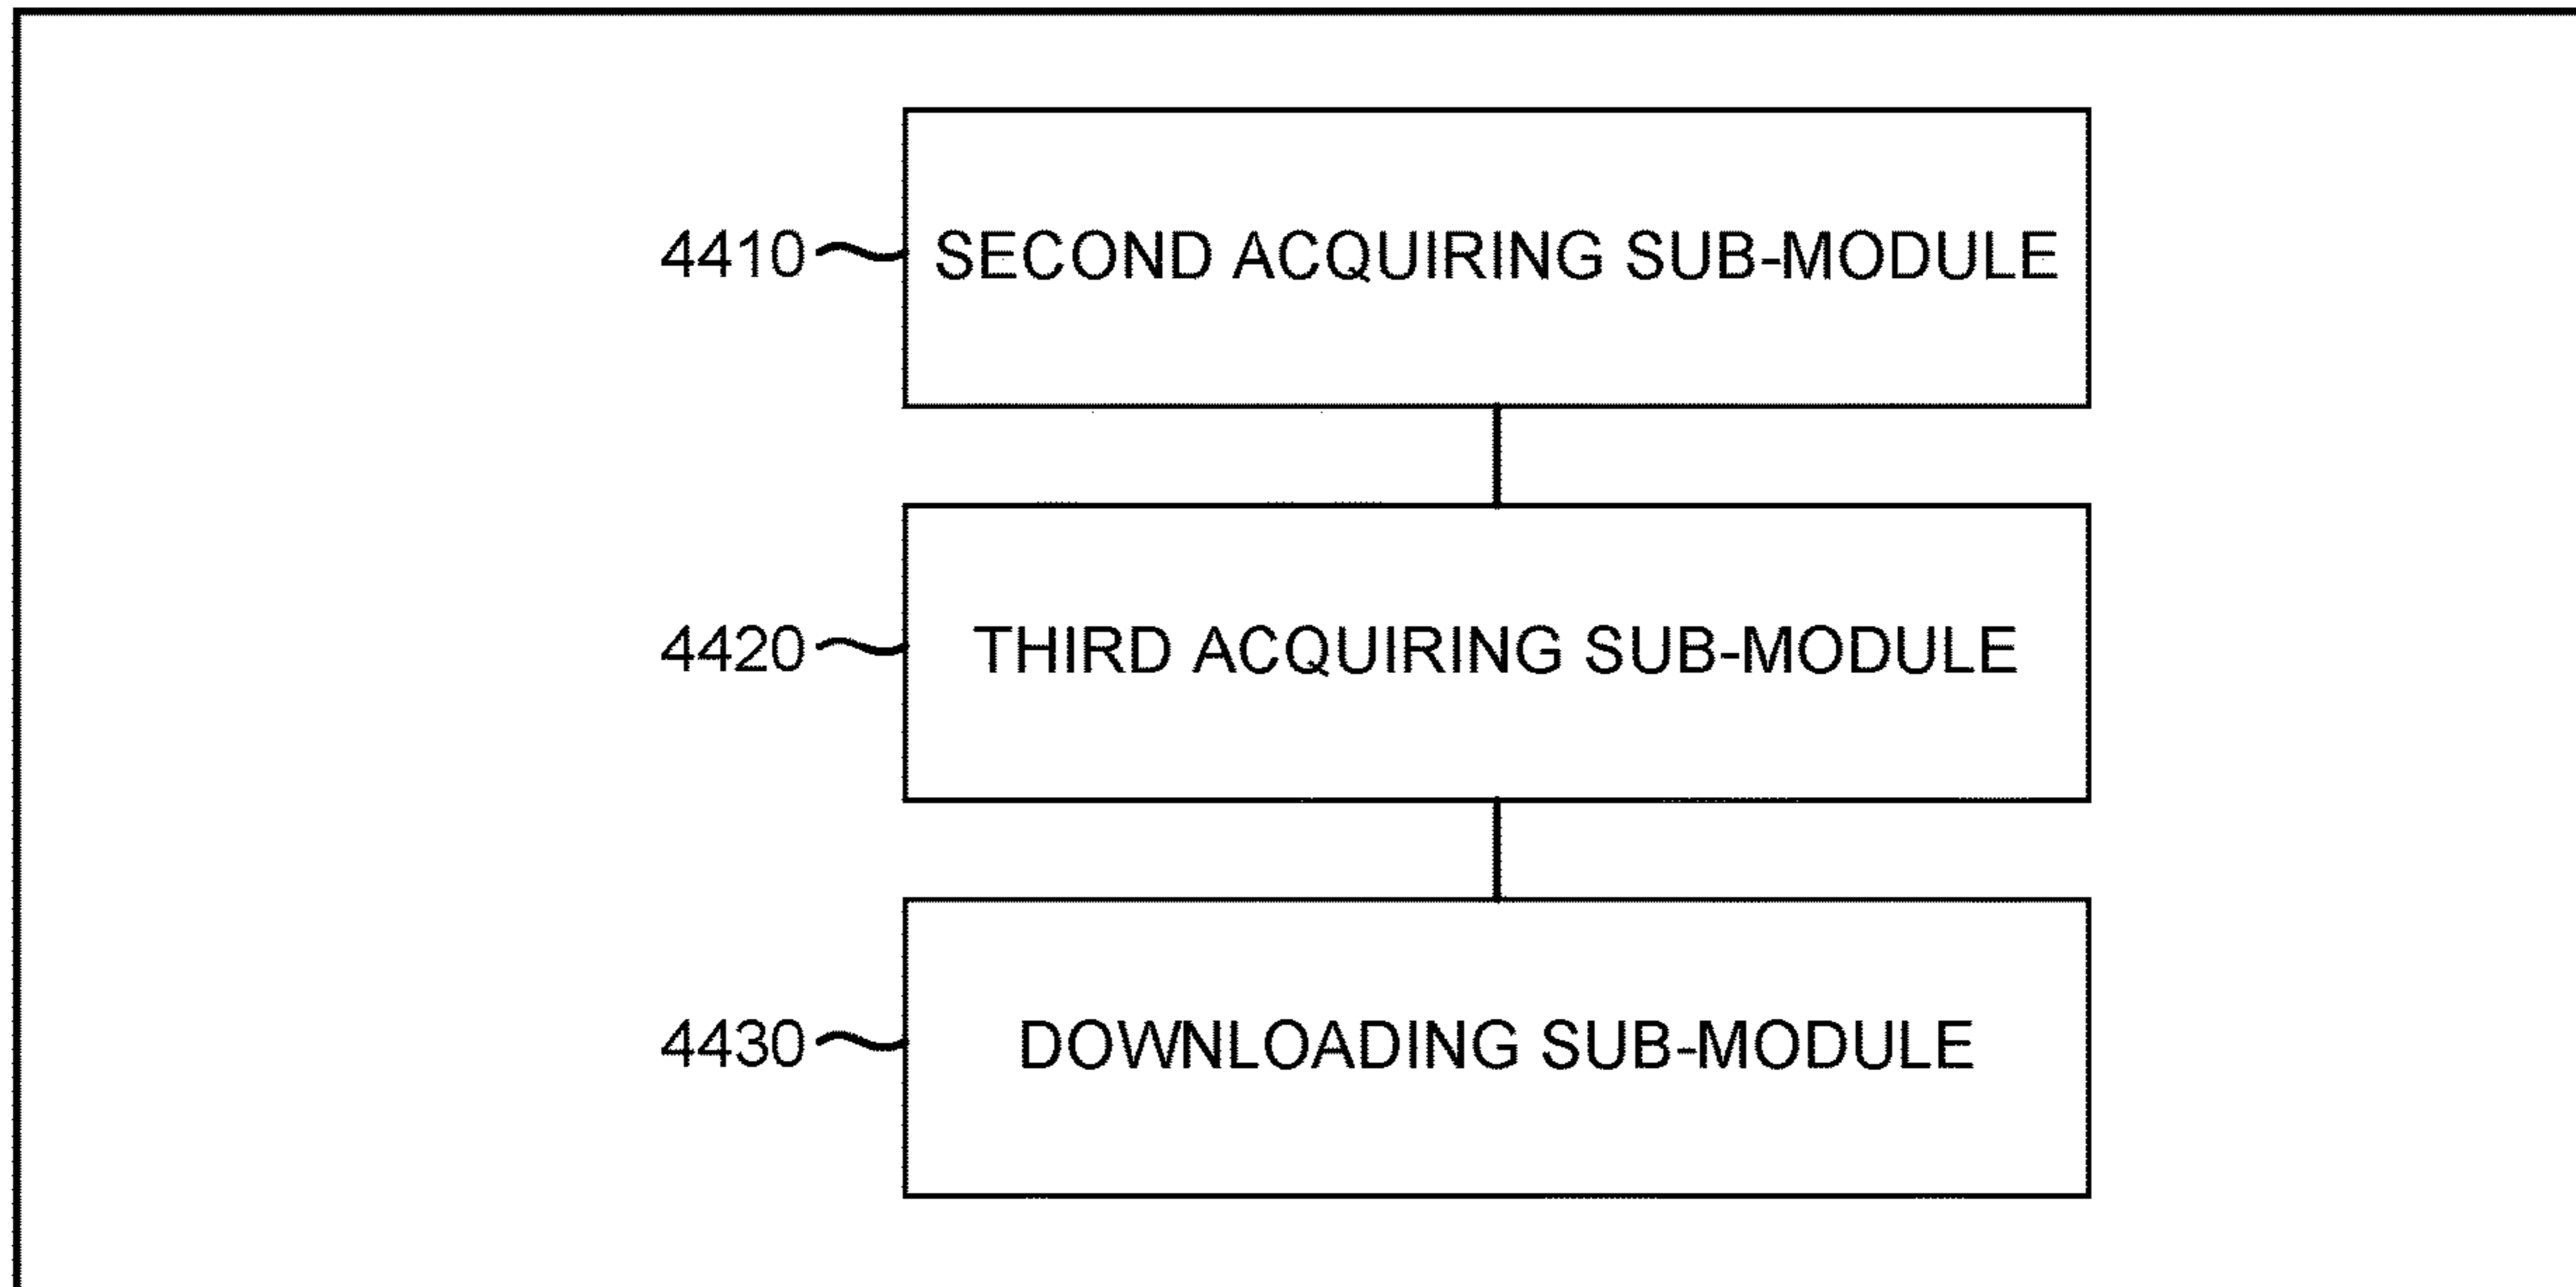 4410 SECOND ACQUIRING SUB-MODULE
4420 THIRD ACQUIRING SUB-MODULE
4430 DOWNLOADING SUB-MODULE